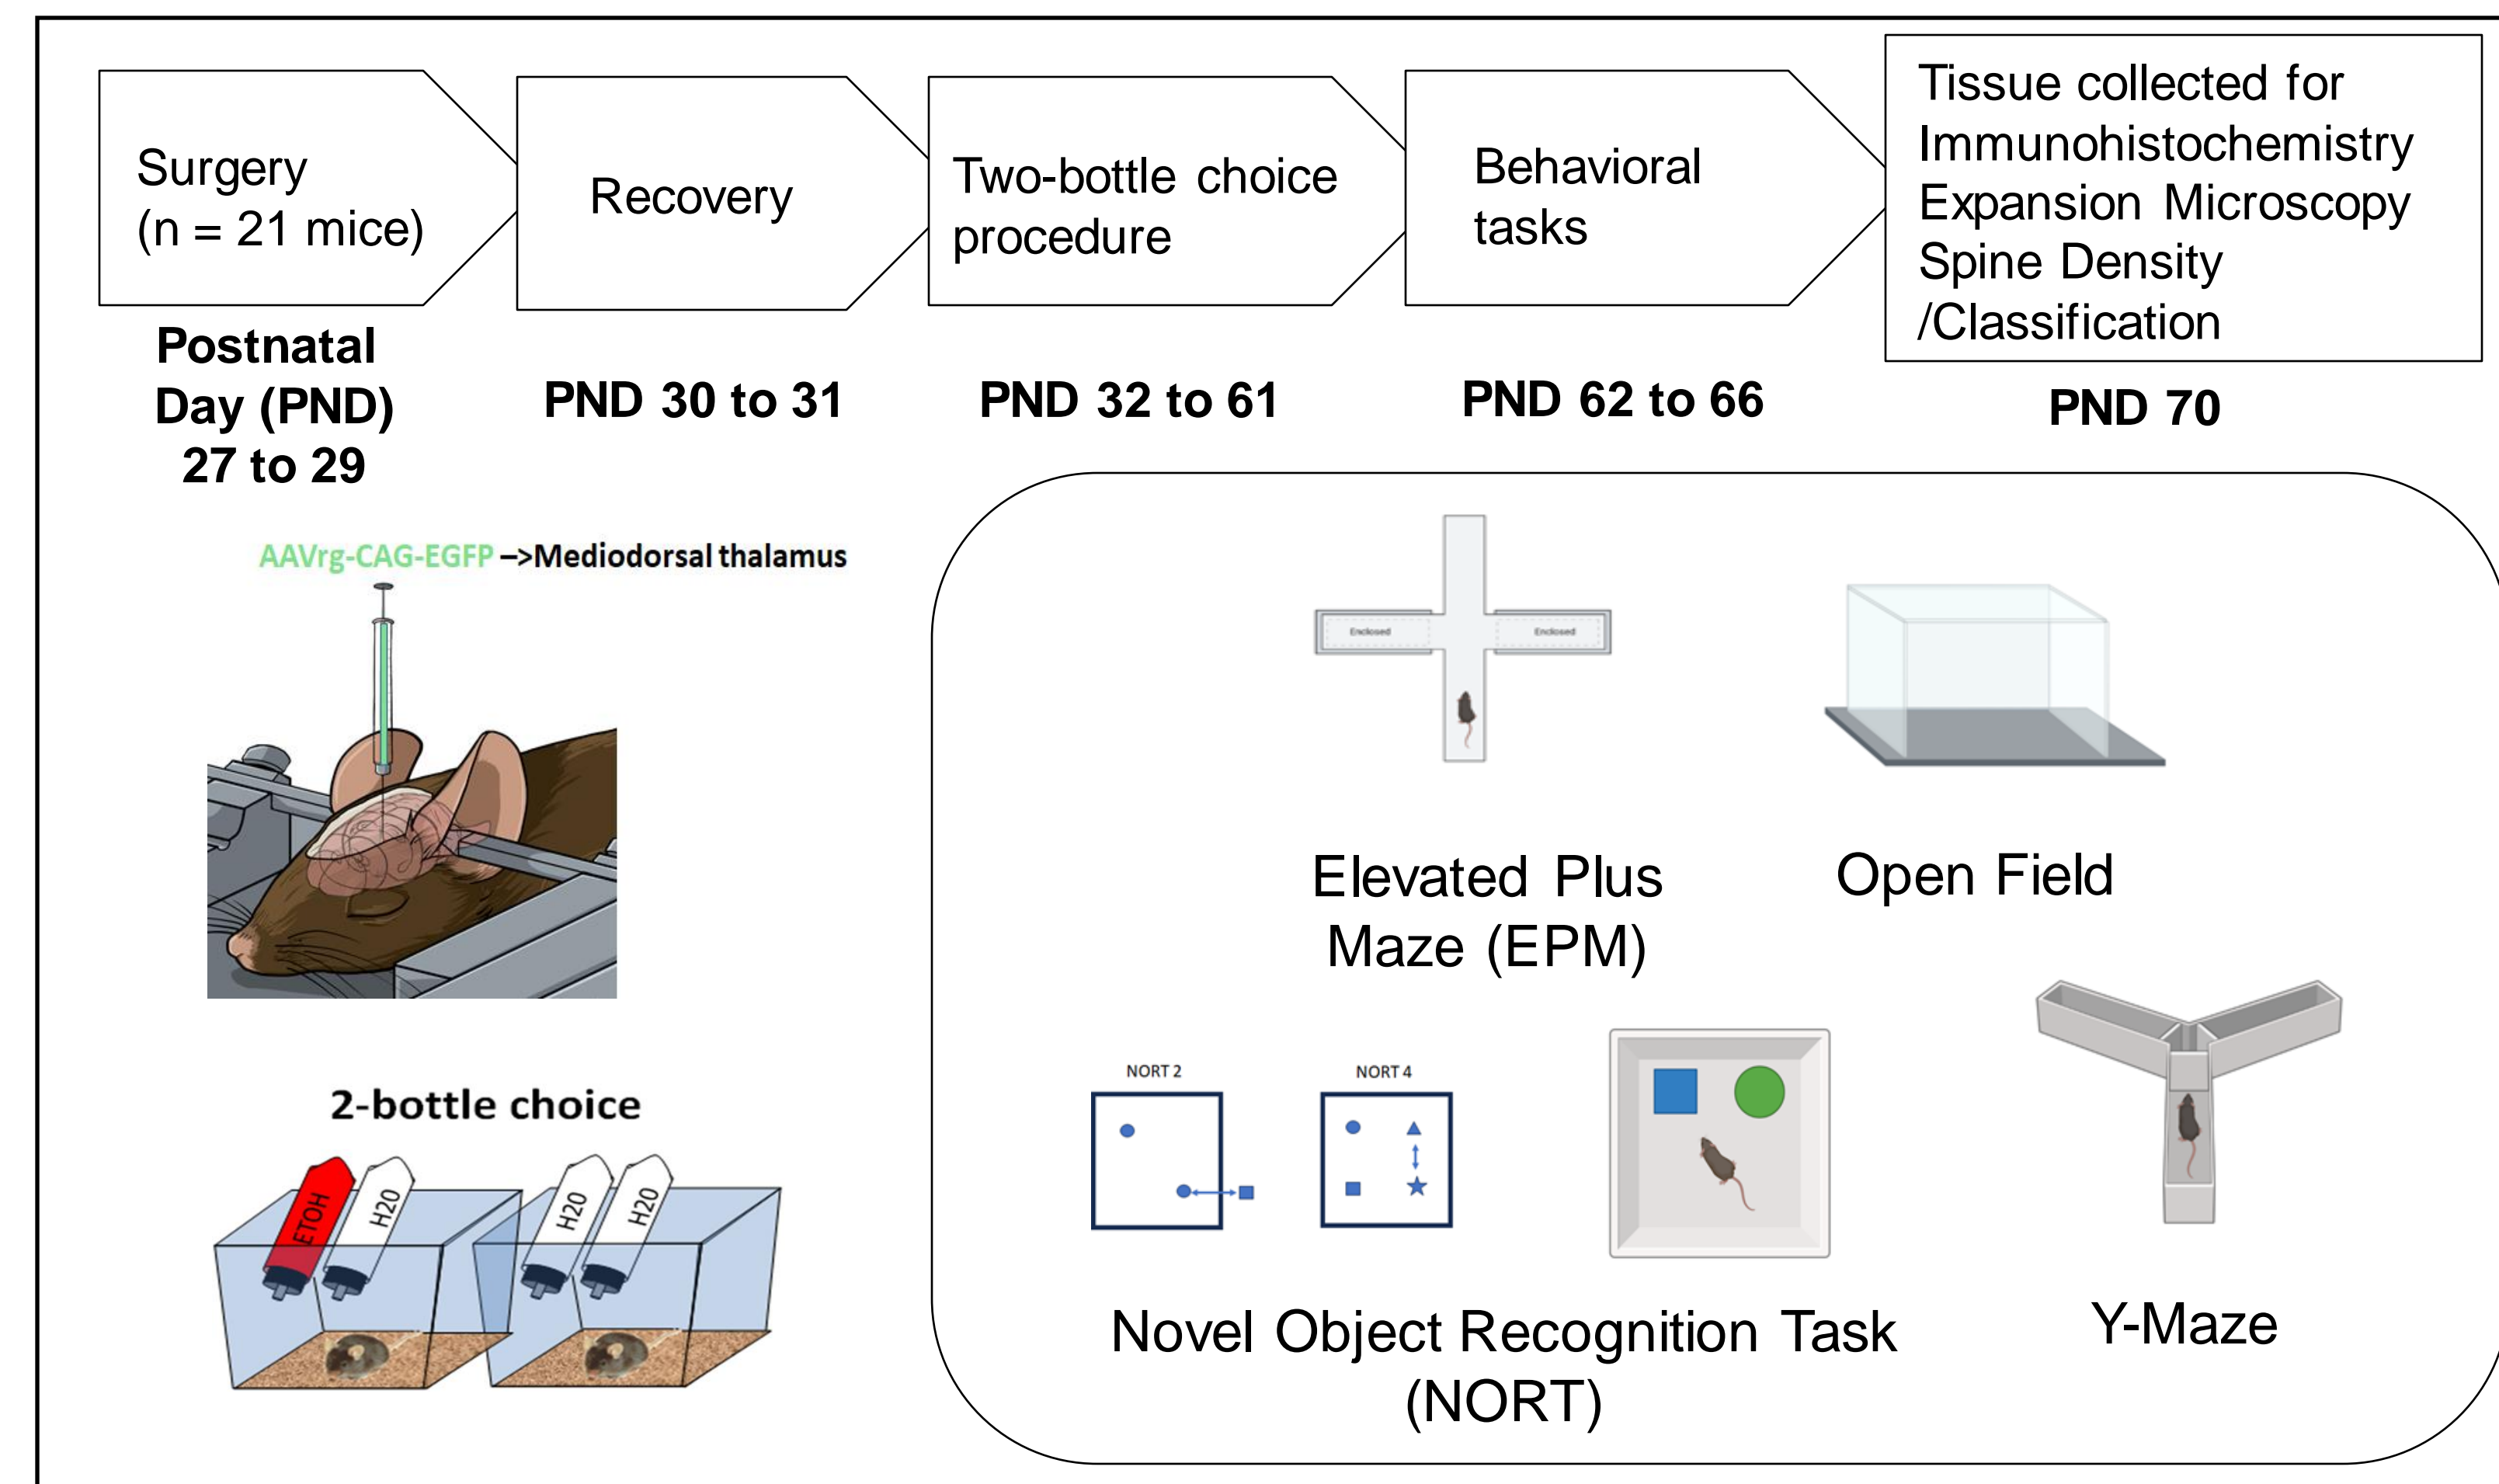 Surgery
(n = 21 mice)
Recovery
Two-bottle choice
procedure
Behavioral
tasks
Tissue collected for
Immunohistochemistry
Expansion Microscopy
Spine Density
/Classification
Postnatal
Day (PND)
27 to 29
PND 30 to 31
PND 32 to 61
PND 62 to 66
PND 70
AAVrg-CAG-EGFP –>Mediodorsal thalamus
2-bottle choice
ETOH
H20
H20
H20
Enclosed
Enclosed
Elevated Plus
Maze (EPM)
Open Field
NORT 2
NORT 4
Novel Object Recognition Task
(NORT)
Y-Maze